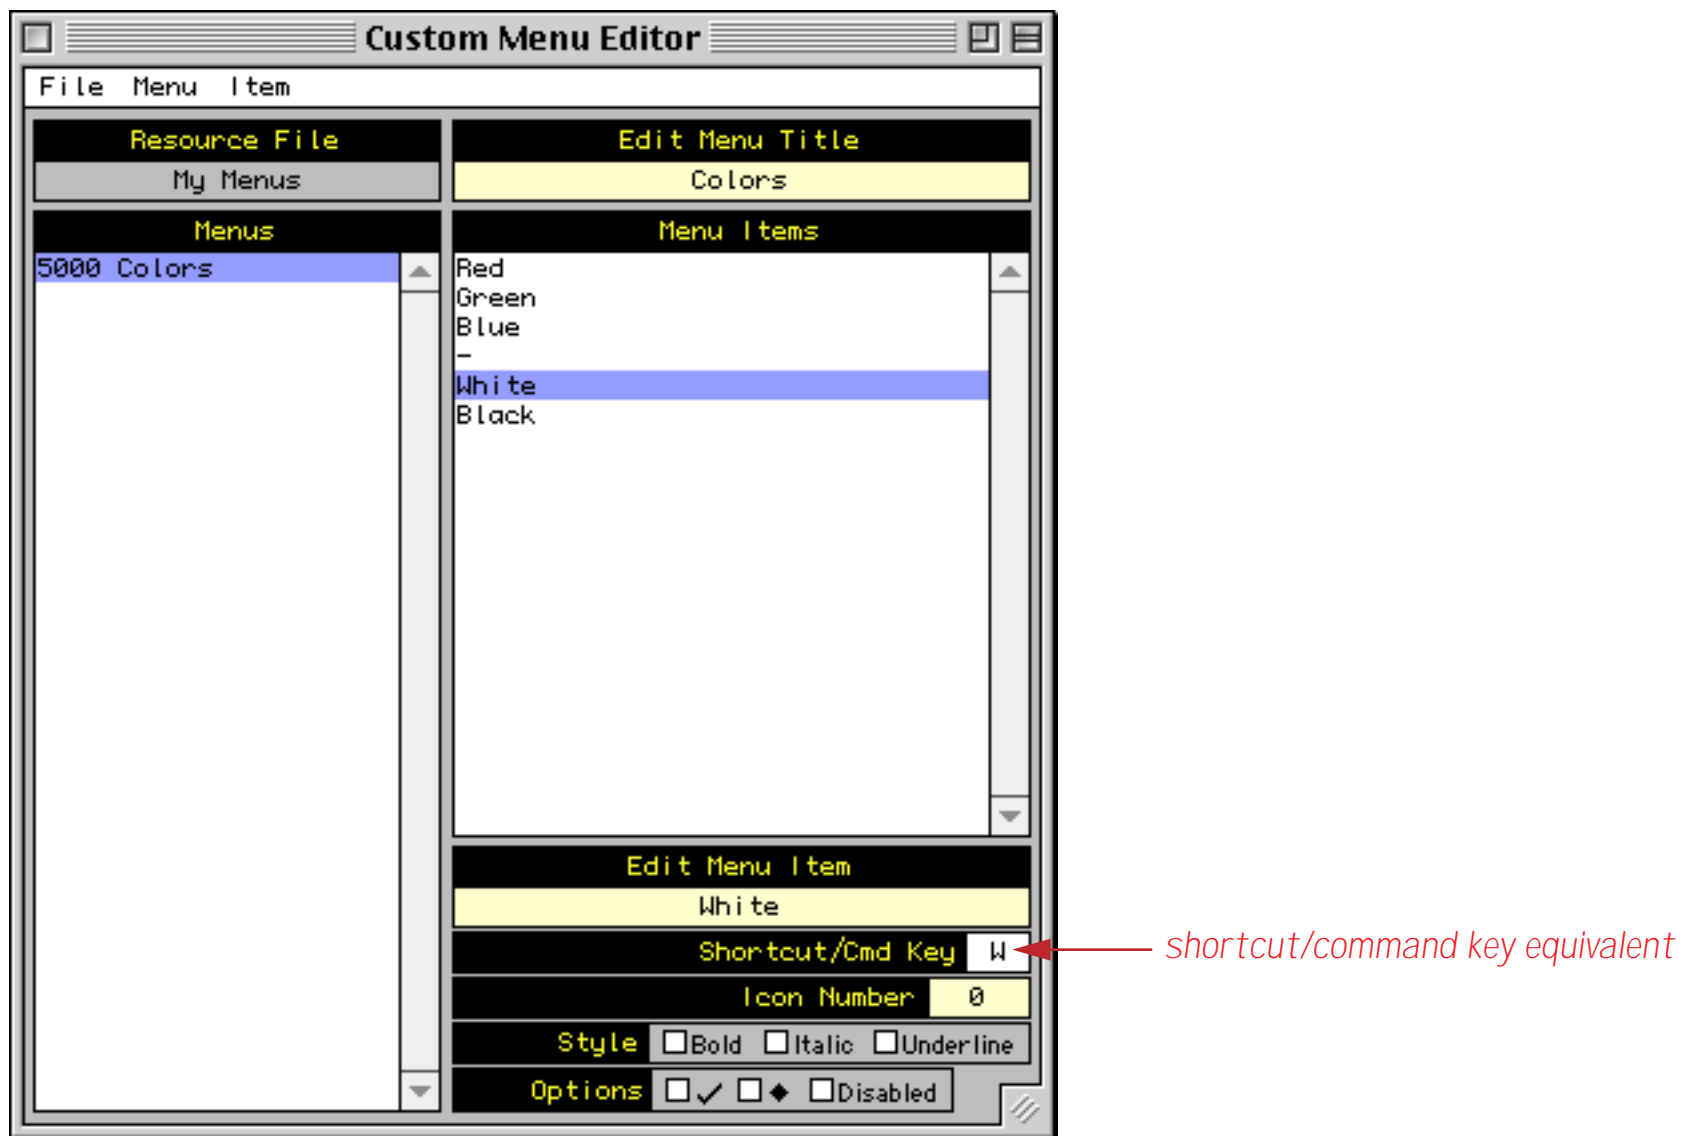 Custom Menu Editor
File Menu Item
Resource File
My Menus
Edit Menu Title
Colors
Menus
5000 Colors
Menu Items
Red
Green
Blue
-
White
Black
Edit Menu Item
White
Shortcut/Cmd Key W
shortcut/command key equivalent
Icon Number 0
Style Bold Italic Underline
Options ✓ ◆ Disabled